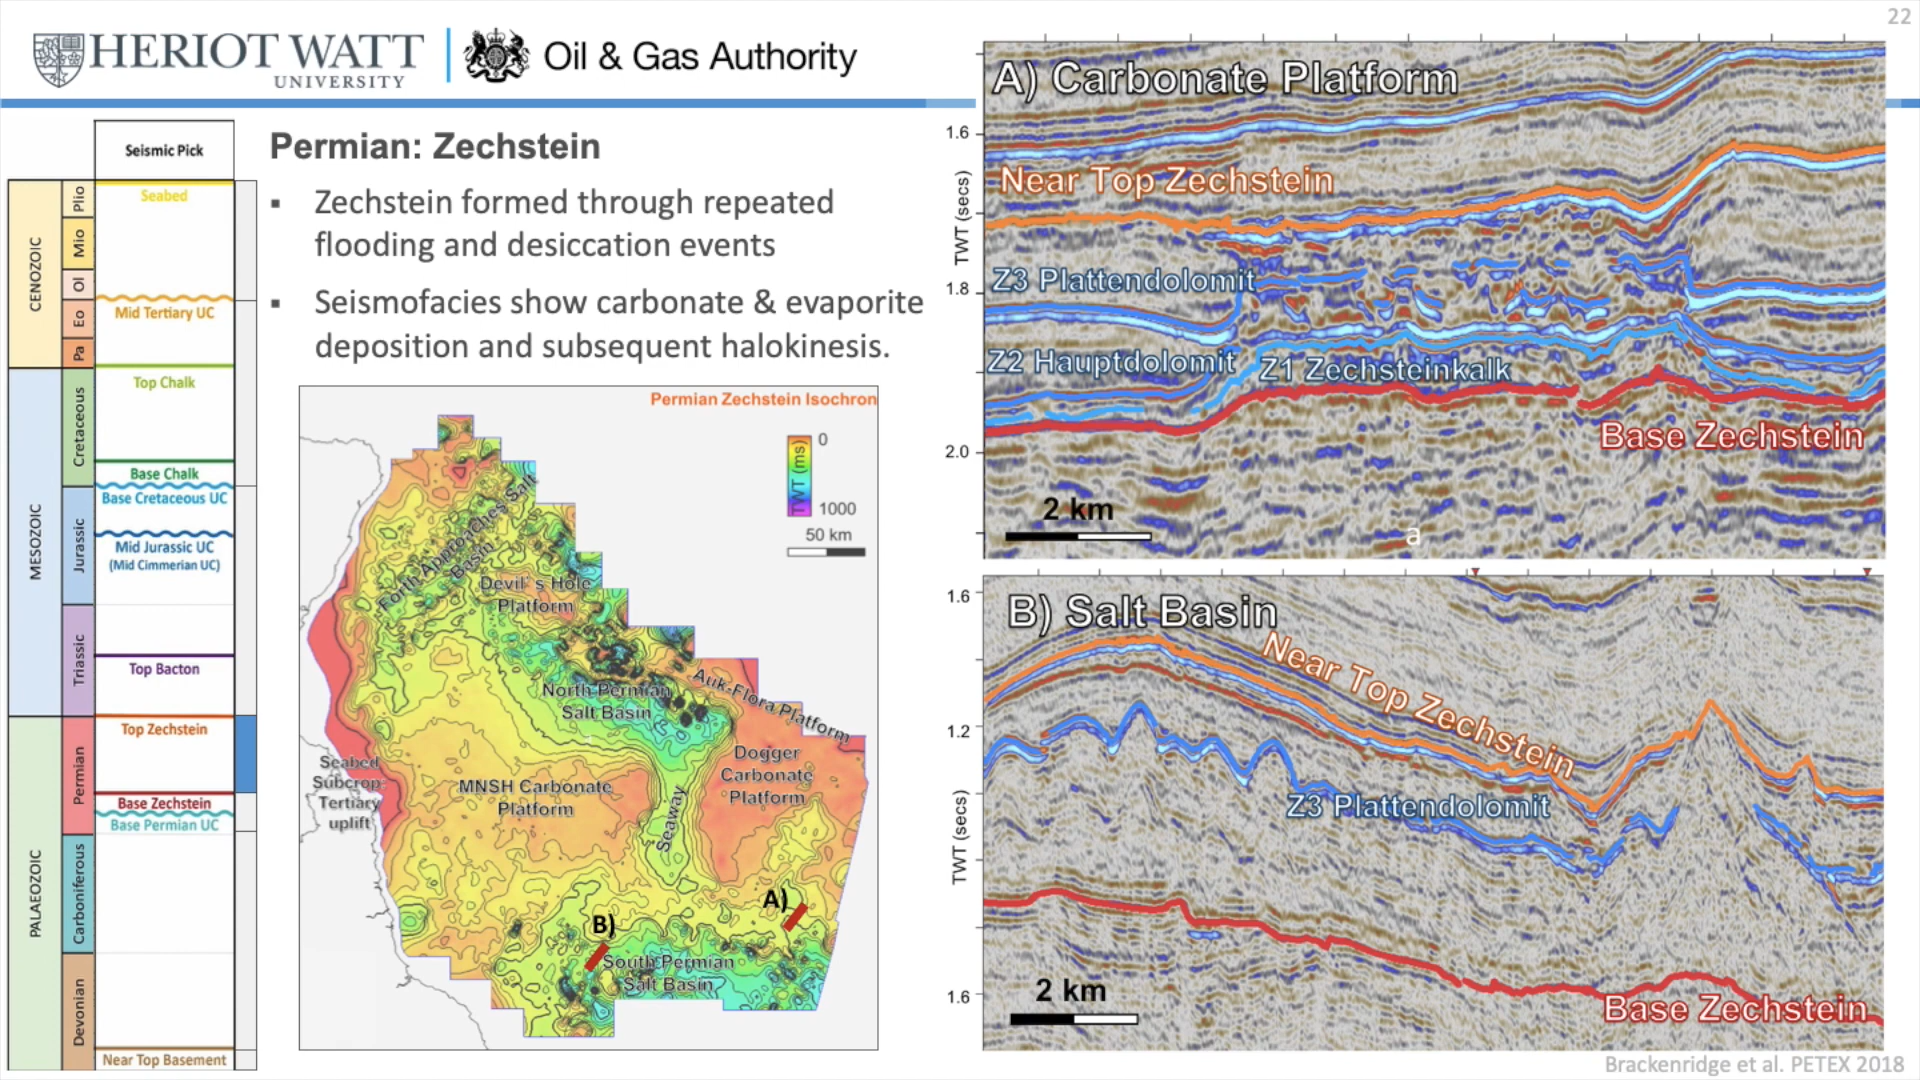 22
HERIOT WATT
UNIVERSITY
Oil & Gas Authority
Seismic Pick
CENOZOIC
Plio
Mio
Ol
Eo
Pa
Seabed
Mid Tertiary UC
MESOZOIC
Cretaceous
Jurassic
Triassic
Top Chalk
Base Chalk
Base Cretaceous UC
Mid Jurassic UC
(Mid Cimmerian UC)
Top Bacton
PALAEOZOIC
Permian
Carboniferous
Devonian
Top Zechstein
Base Zechstein
Base Permian UC
Near Top Basement
Permian: Zechstein
▪ Zechstein formed through repeated
flooding and desiccation events
▪ Seismofacies show carbonate & evaporite
deposition and subsequent halokinesis.
Permian Zechstein Isochron
TWT (ms)
0
1000
50 km
Forth Approaches Salt
Basin
Devil's Hole
Platform
North Permian
Salt Basin
Auk-Flora Platform
Dogger
Carbonate
Platform
MNSH Carbonate
Platform
Seaway
Seabed
Subcrop:
Tertiary
uplift
A)
B)
South Permian
Salt Basin
A) Carbonate Platform
1.6
1.8
2.0
TWT (secs)
Near Top Zechstein
Z3 Plattendolomit
Z2 Hauptdolomit
Z1 Zechsteinkalk
Base Zechstein
2 km
a
B) Salt Basin
1.6
1.2
1.6
TWT (secs)
Near Top Zechstein
Z3 Plattendolomit
Base Zechstein
2 km
Brackenridge et al. PETEX 2018